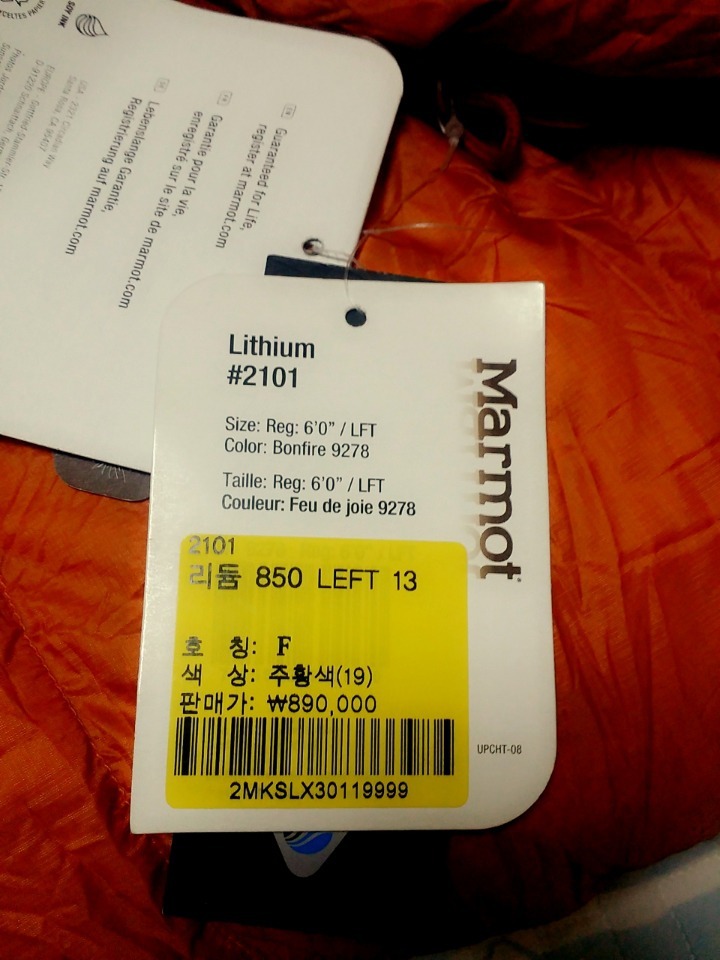 SOY INK
Guaranteed for Life,
register at marmot.com
Garantie pour la vie,
enregistré sur le site de marmot.com
Lebenslange Garantie,
Registrierung auf marmot.com
Marmot
Lithium
#2101
Size: Reg: 6'0" / LFT
Color: Bonfire 9278
Taille: Reg: 6'0" / LFT
Couleur: Feu de joie 9278
2101
리듐 850 LEFT 13
호 칭: F
색 상: 주황색(19)
판매가: ₩890,000
2MKSLX30119999
UPCHT-08